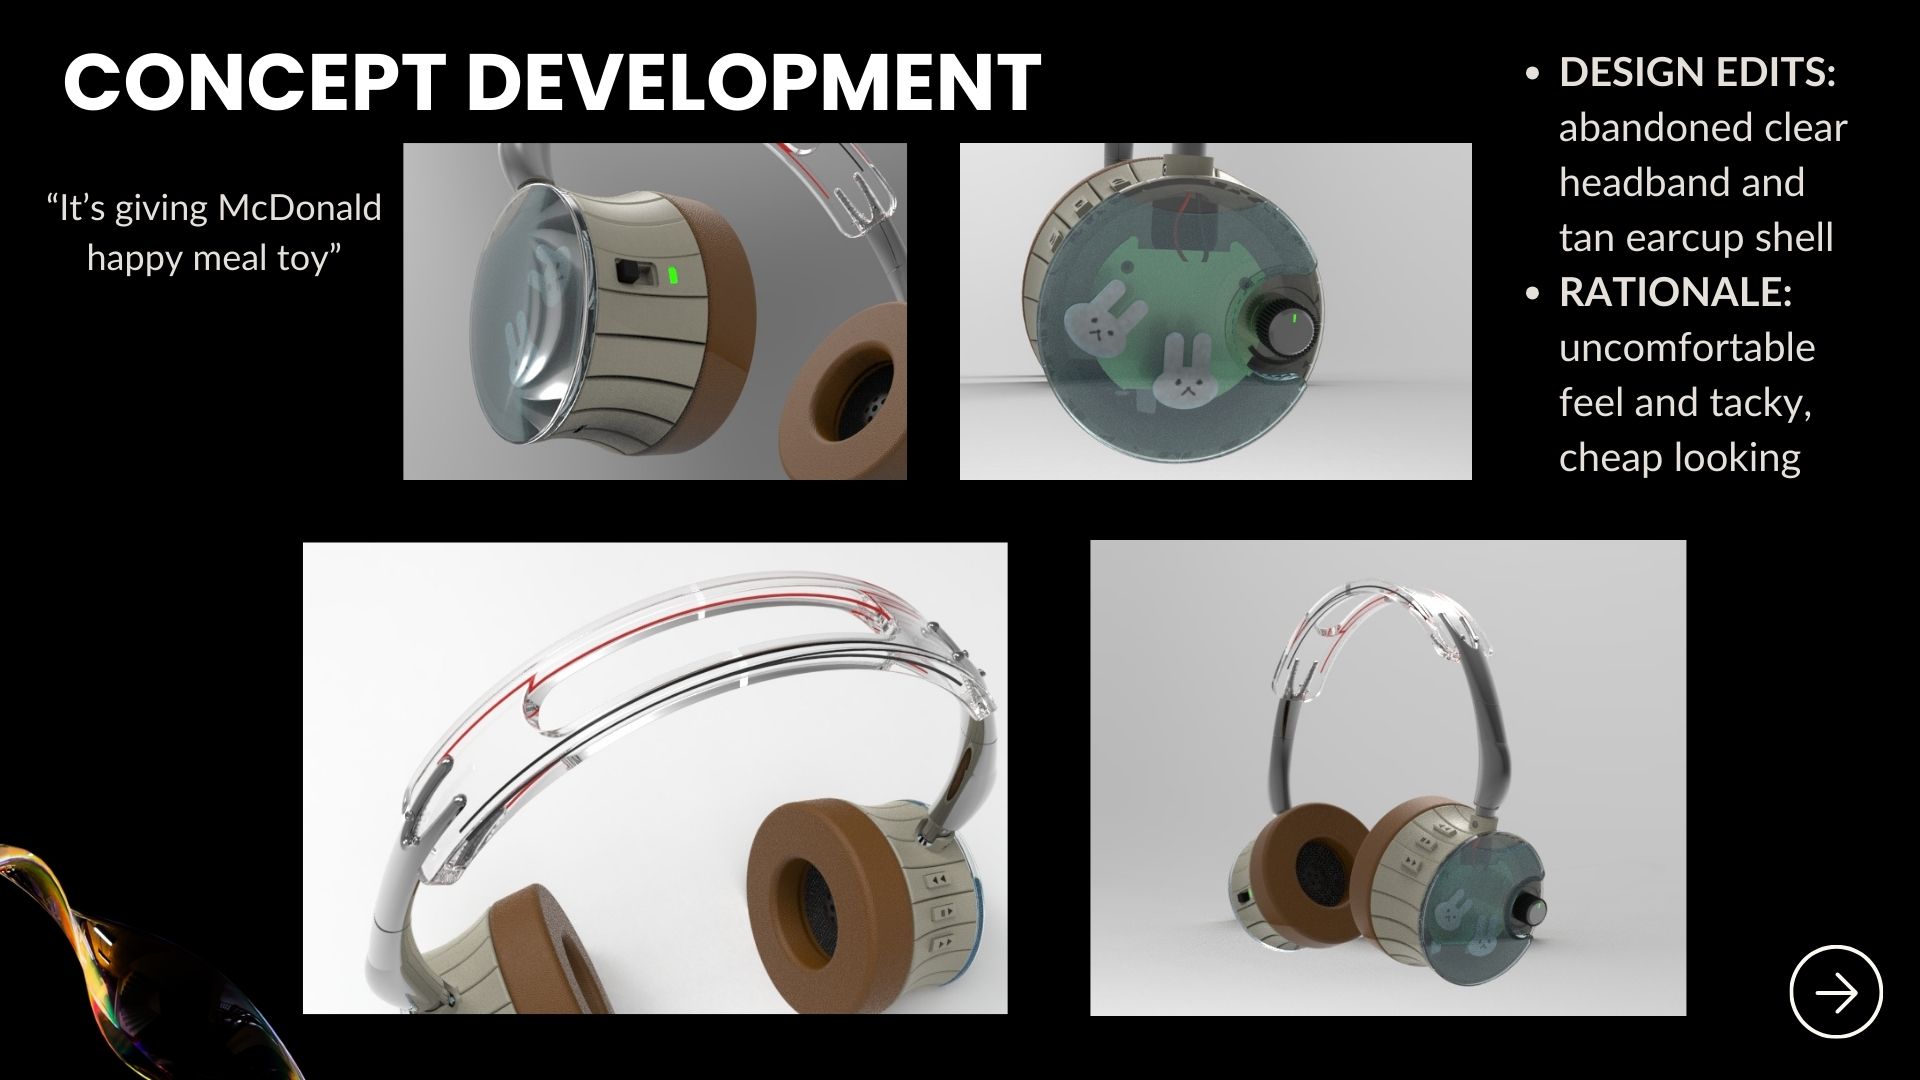 CONCEPT DEVELOPMENT
“It’s giving McDonald
happy meal toy”
• DESIGN EDITS:
abandoned clear
headband and
tan earcup shell
• RATIONALE:
uncomfortable
feel and tacky,
cheap looking